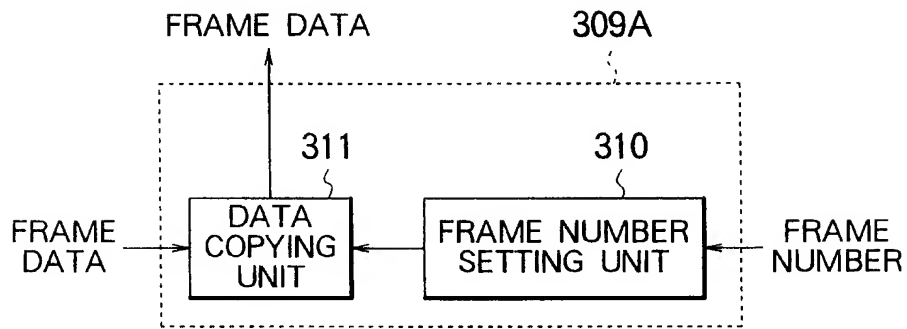 FRAME DATA
309A
311
310
FRAME
DATA
DATA
COPYING
UNIT
FRAME NUMBER
SETTING UNIT
FRAME
NUMBER